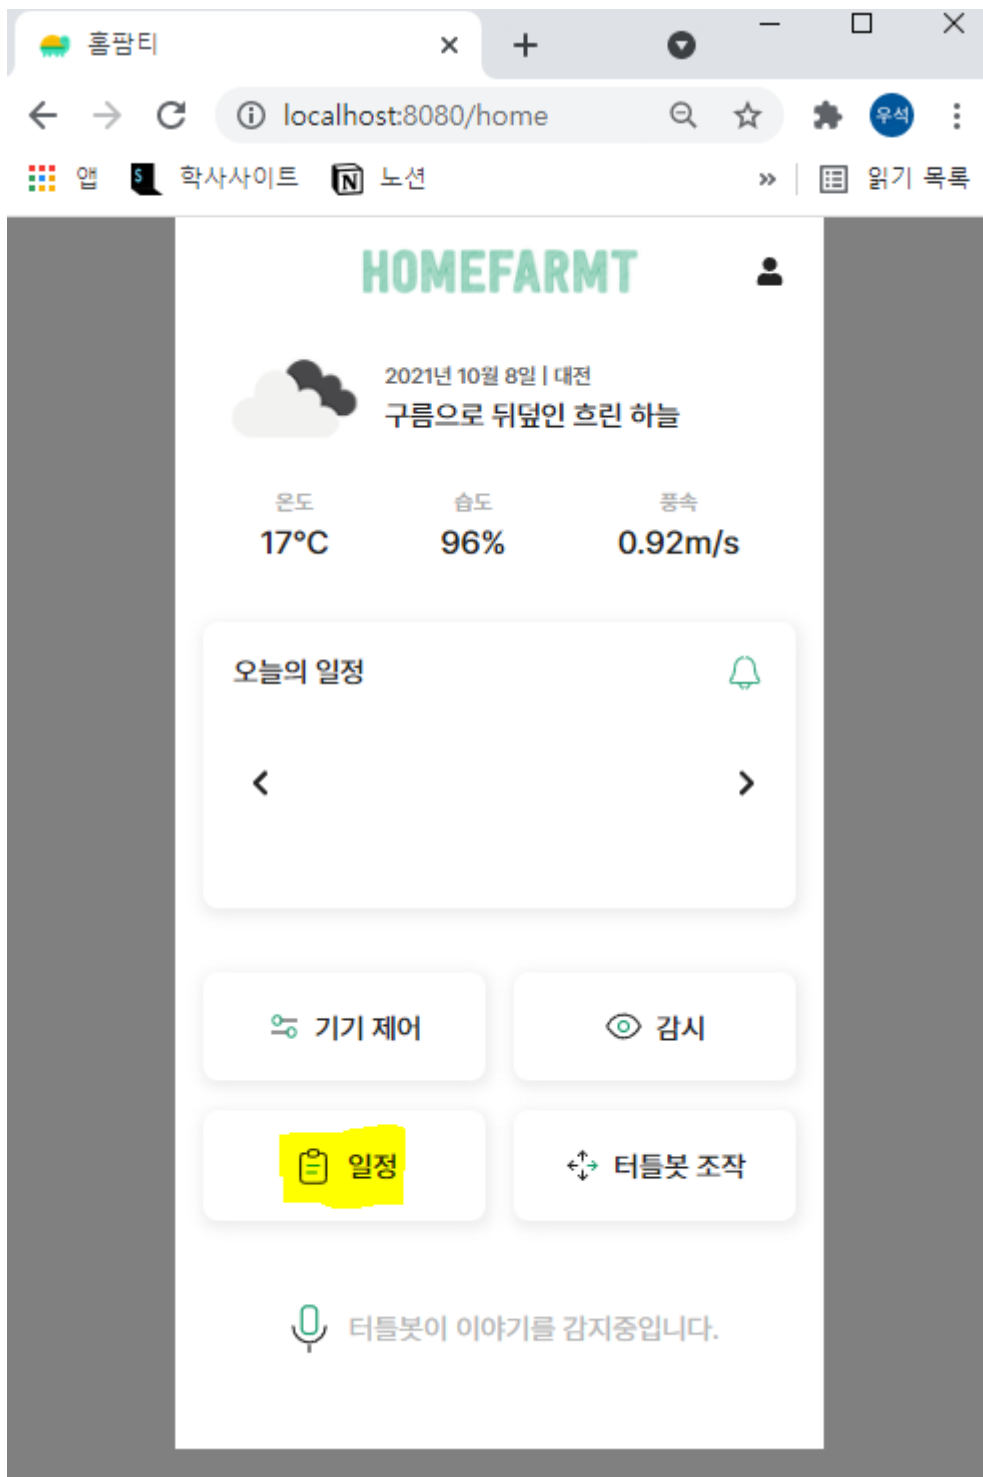 홈팜티
localhost:8080/home
우석
앱 학사사이트 노션 » 읽기 목록
HOMEFARMT
2021년 10월 8일 | 대전
구름으로 뒤덮인 흐린 하늘
온도 습도 풍속
17°C 96% 0.92m/s
오늘의 일정
기기 제어 감시
일정 터틀봇 조작
터틀봇이 이야기를 감지중입니다.